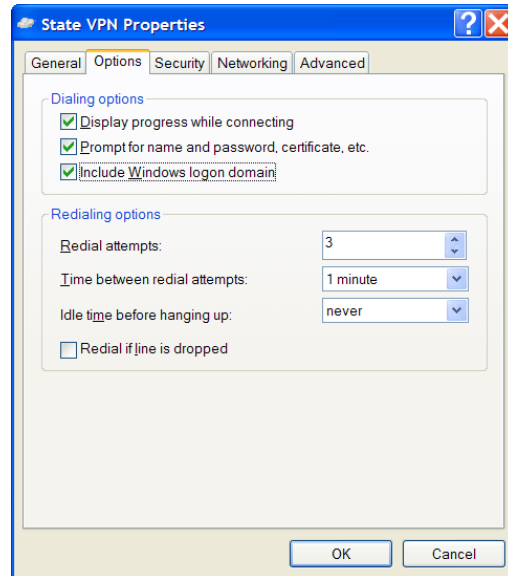 State VPN Properties
General Options Security Networking Advanced
Dialing options
Display progress while connecting
Prompt for name and password, certificate, etc.
Include Windows logon domain
Redialing options
Redial attempts: 3
Time between redial attempts: 1 minute
Idle time before hanging up: never
Redial if line is dropped
OK Cancel